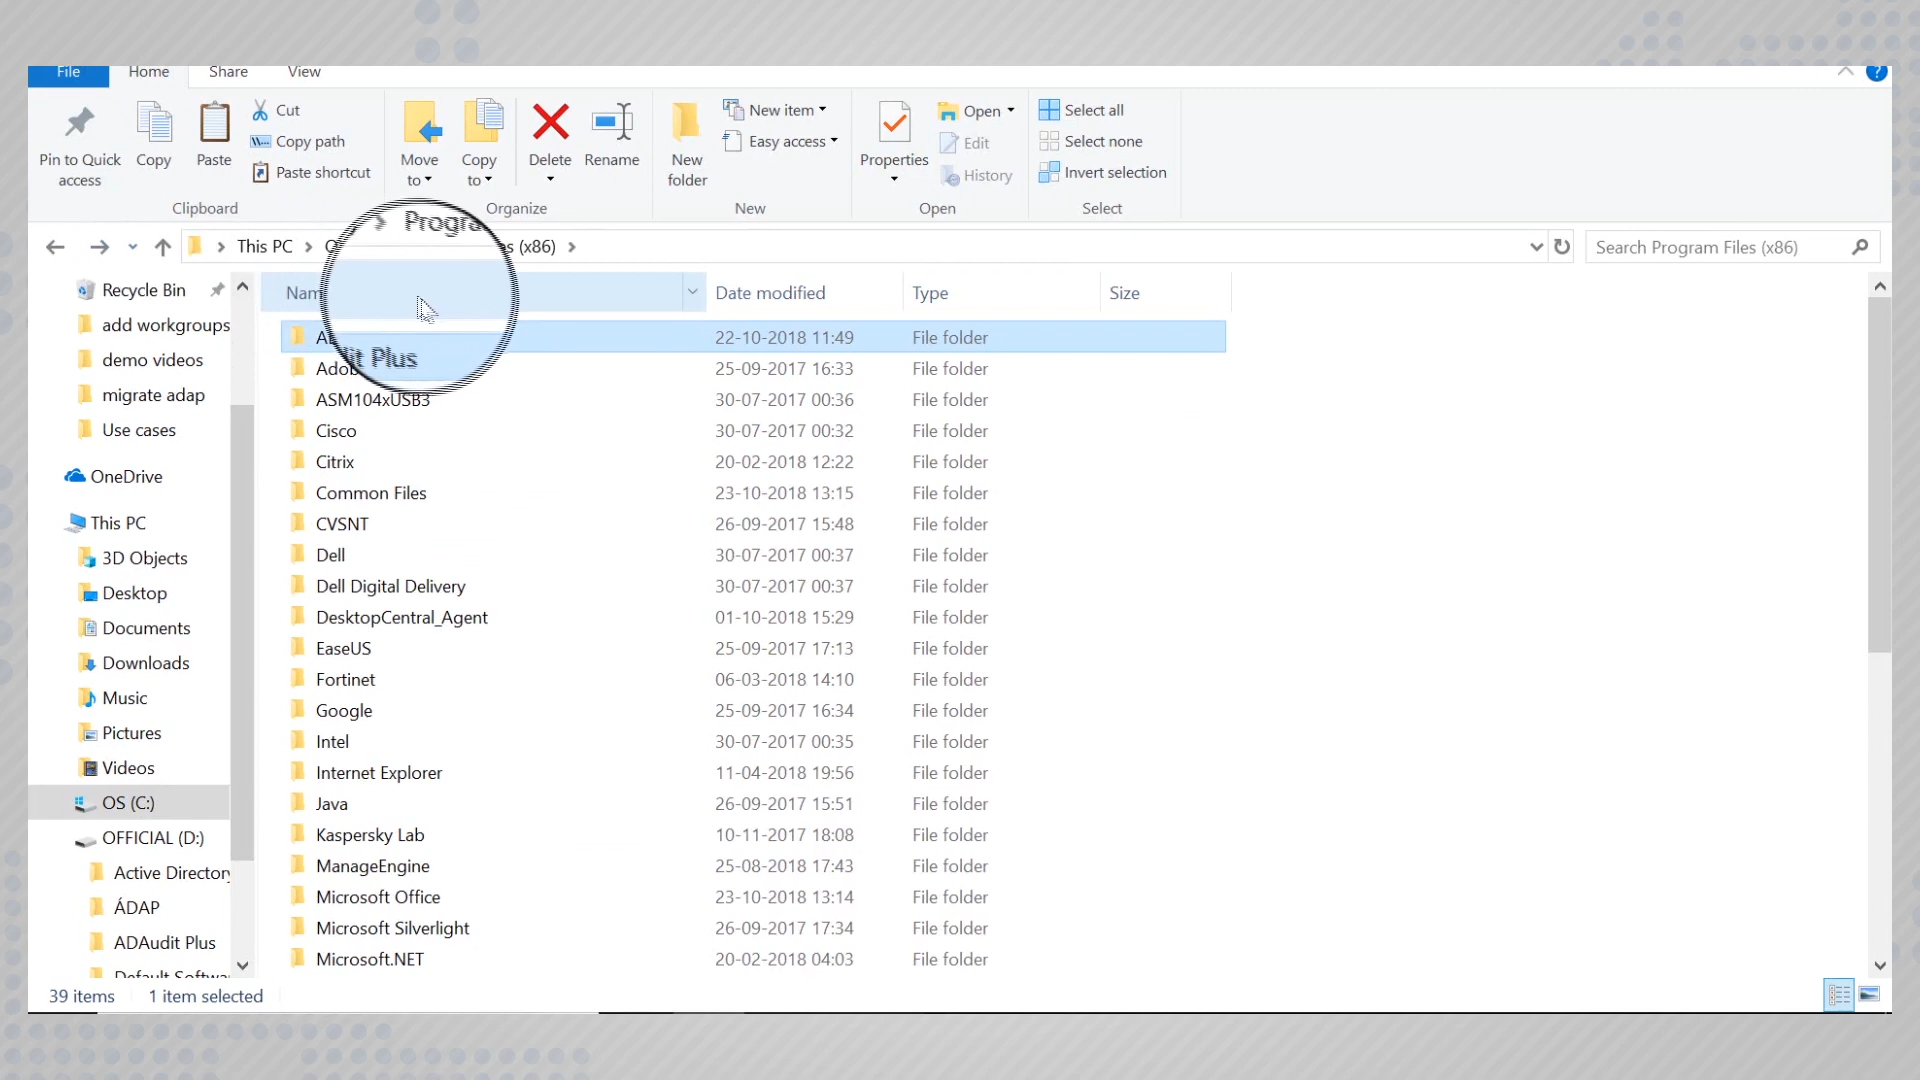 File Home Share View
Pin to Quick access
Copy
Paste
Cut
Copy path
Paste shortcut
Clipboard
Move to
Copy to
Delete
Rename
Organize
New folder
New item
Easy access
New
Properties
Open
Edit
History
Open
Select all
Select none
Invert selection
Select
This PC s (x86)
Search Program Files (x86)
Recycle Bin
add workgroups
demo videos
migrate adap
Use cases
OneDrive
This PC
3D Objects
Desktop
Documents
Downloads
Music
Pictures
Videos
OS (C:)
OFFICIAL (D:)
Active Directory
ÁDAP
ADAudit Plus
Date modified Type Size
it Plus
22-10-2018 11:49 File folder
25-09-2017 16:33 File folder
ASM104xUSB3 30-07-2017 00:36 File folder
Cisco 30-07-2017 00:32 File folder
Citrix 20-02-2018 12:22 File folder
Common Files 23-10-2018 13:15 File folder
CVSNT 26-09-2017 15:48 File folder
Dell 30-07-2017 00:37 File folder
Dell Digital Delivery 30-07-2017 00:37 File folder
DesktopCentral_Agent 01-10-2018 15:29 File folder
EaseUS 25-09-2017 17:13 File folder
Fortinet 06-03-2018 14:10 File folder
Google 25-09-2017 16:34 File folder
Intel 30-07-2017 00:35 File folder
Internet Explorer 11-04-2018 19:56 File folder
Java 26-09-2017 15:51 File folder
Kaspersky Lab 10-11-2017 18:08 File folder
ManageEngine 25-08-2018 17:43 File folder
Microsoft Office 23-10-2018 13:14 File folder
Microsoft Silverlight 26-09-2017 17:34 File folder
Microsoft.NET 20-02-2018 04:03 File folder
39 items 1 item selected